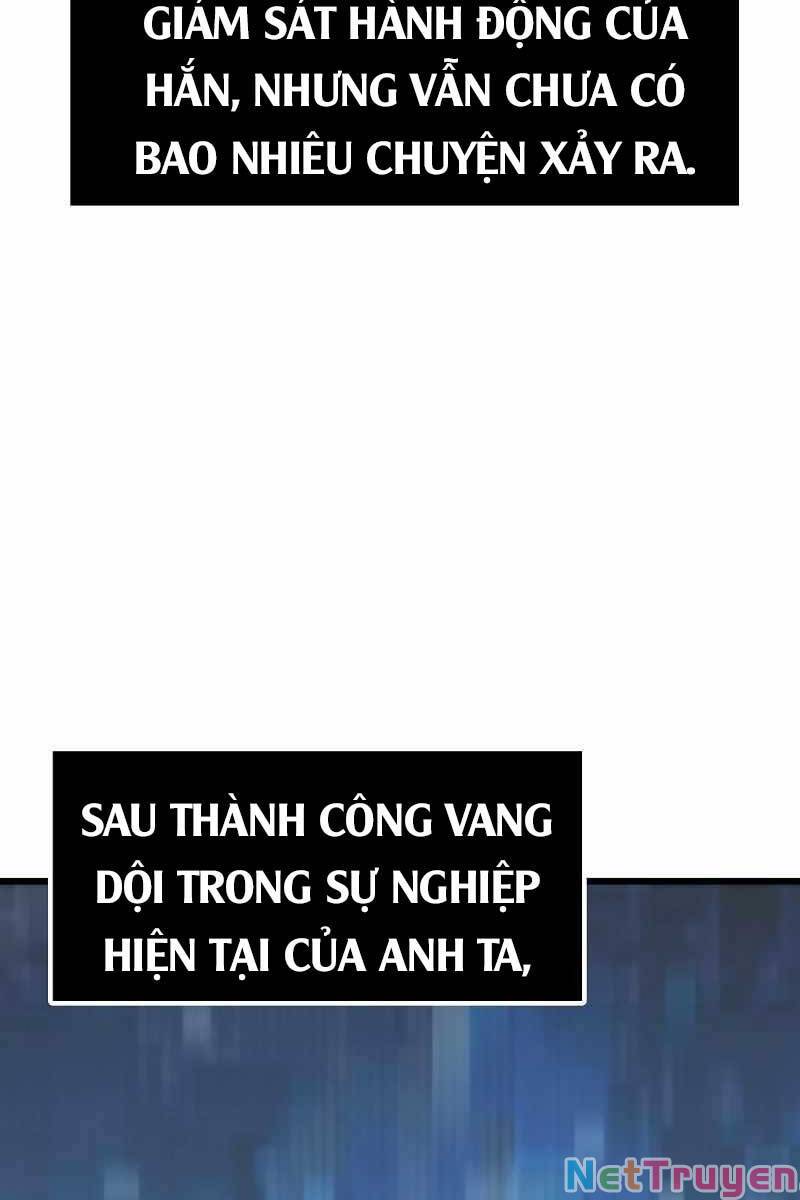 GIÁM SÁT HÀNH ĐỘNG CỦA
HẮN, NHƯNG VẪN CHƯA CÓ
BAO NHIÊU CHUYỆN XẢY RA.
SAU THÀNH CÔNG VANG
DỘI TRONG SỰ NGHIỆP
HIỆN TẠI CỦA ANH TA,
NetTruyen